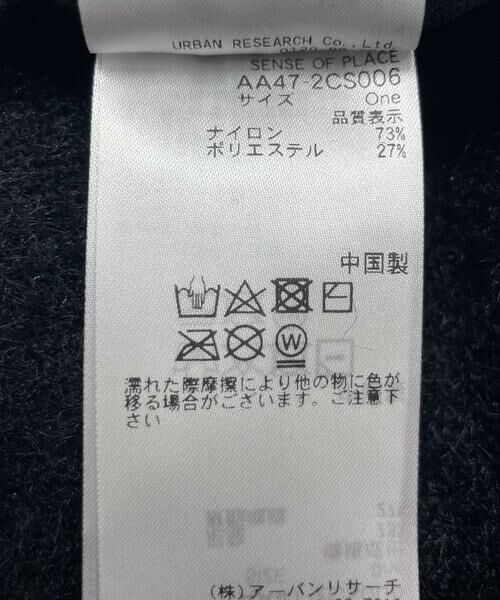 URBAN RESEARCH Co., Ltd.
SENSE OF PLACE
AA47-2CS006
サイズ One
品質表示
ナイロン 73%
ポリエステル 27%
中国製
W
濡れた際摩擦により他の物に色が
移る場合がございます。ご注意下
さい
(株) アーバンリサーチ